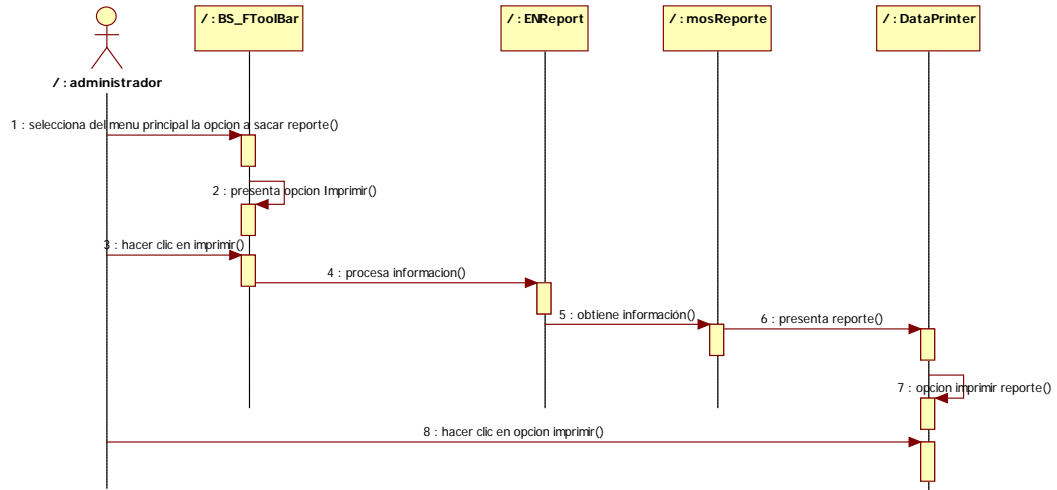 / : BS_FToolBar
/ : ENReport
/ : mosReporte
/ : DataPrinter
/ : administrador
1 : selecciona del menu principal la opcion a sacar reporte()
2 : presenta opcion Imprimir()
3 : hacer clic en imprimir()
4 : procesa informacion()
5 : obtiene información()
6 : presenta reporte()
7 : opcion imprimir reporte()
8 : hacer clic en opcion imprimir()